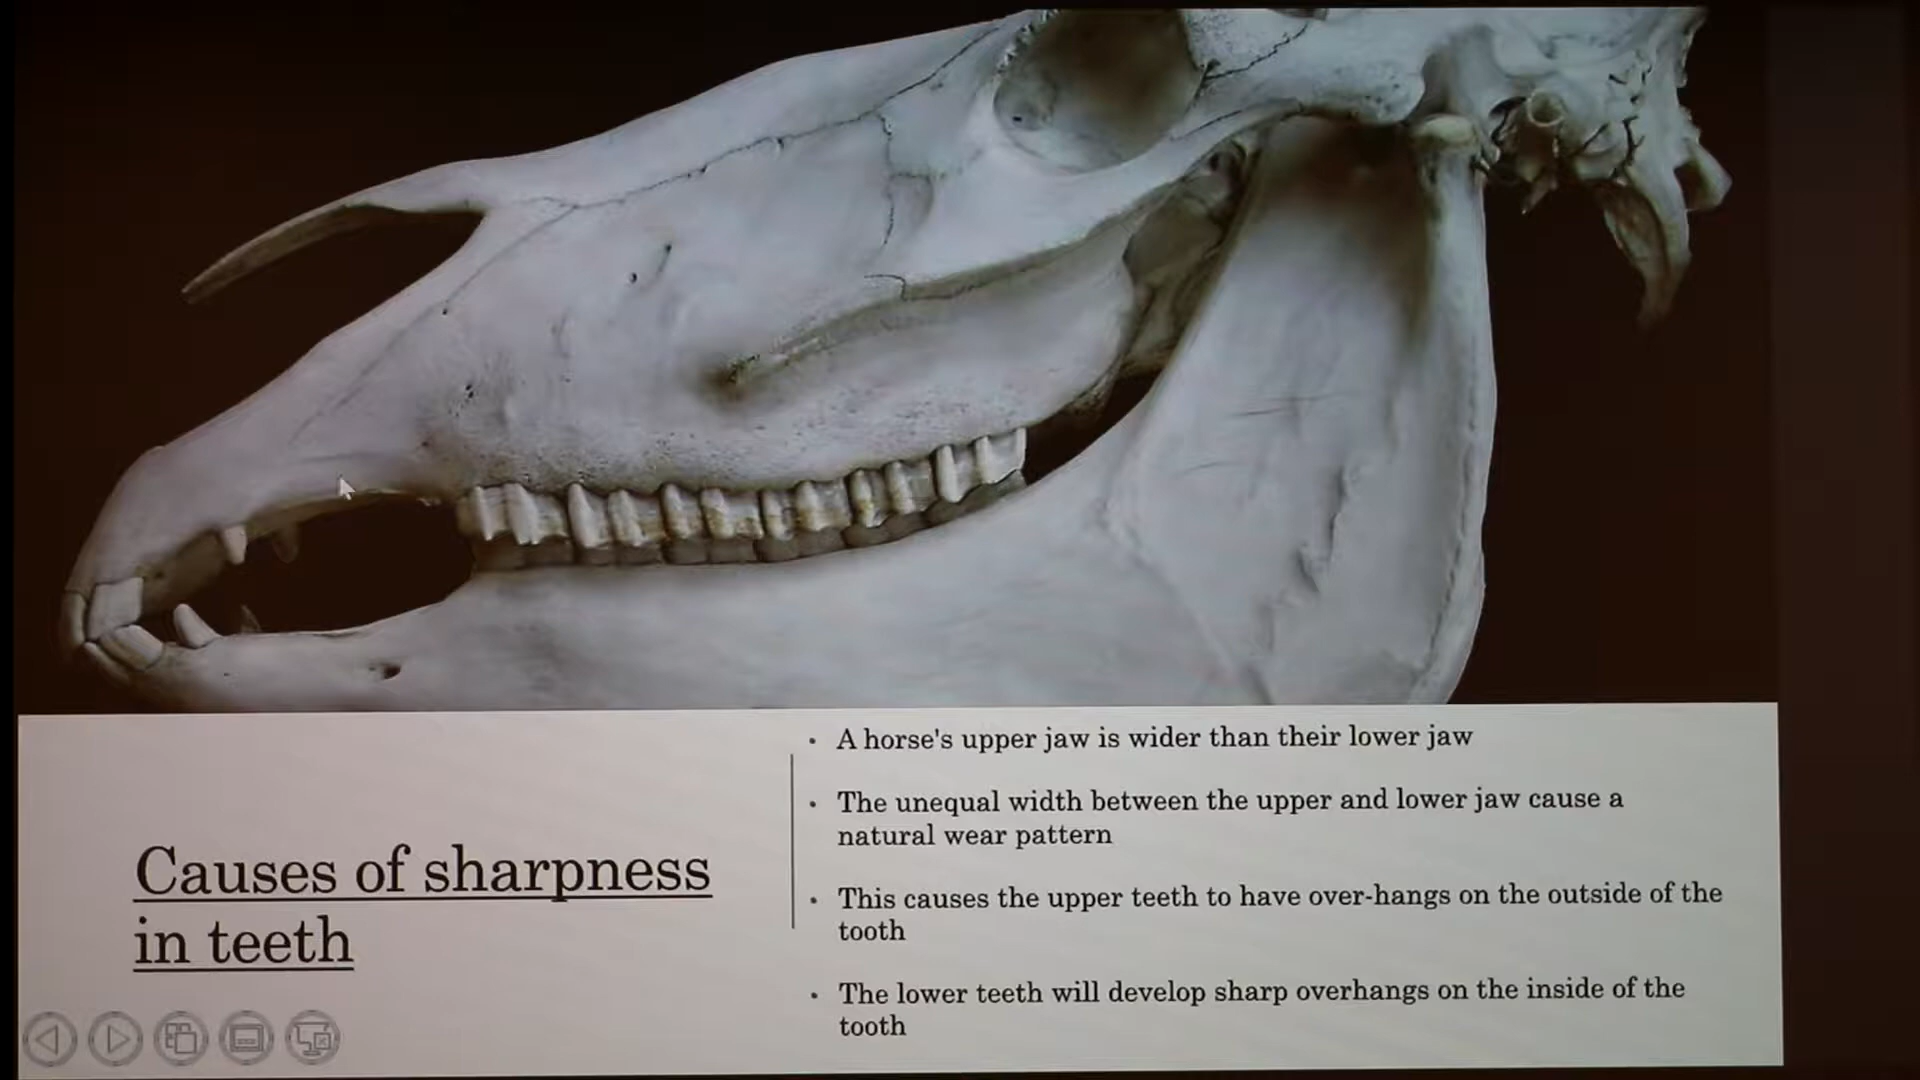 Causes of sharpness
in teeth
• A horse's upper jaw is wider than their lower jaw
• The unequal width between the upper and lower jaw cause a
natural wear pattern
• This causes the upper teeth to have over-hangs on the outside of the
tooth
• The lower teeth will develop sharp overhangs on the inside of the
tooth